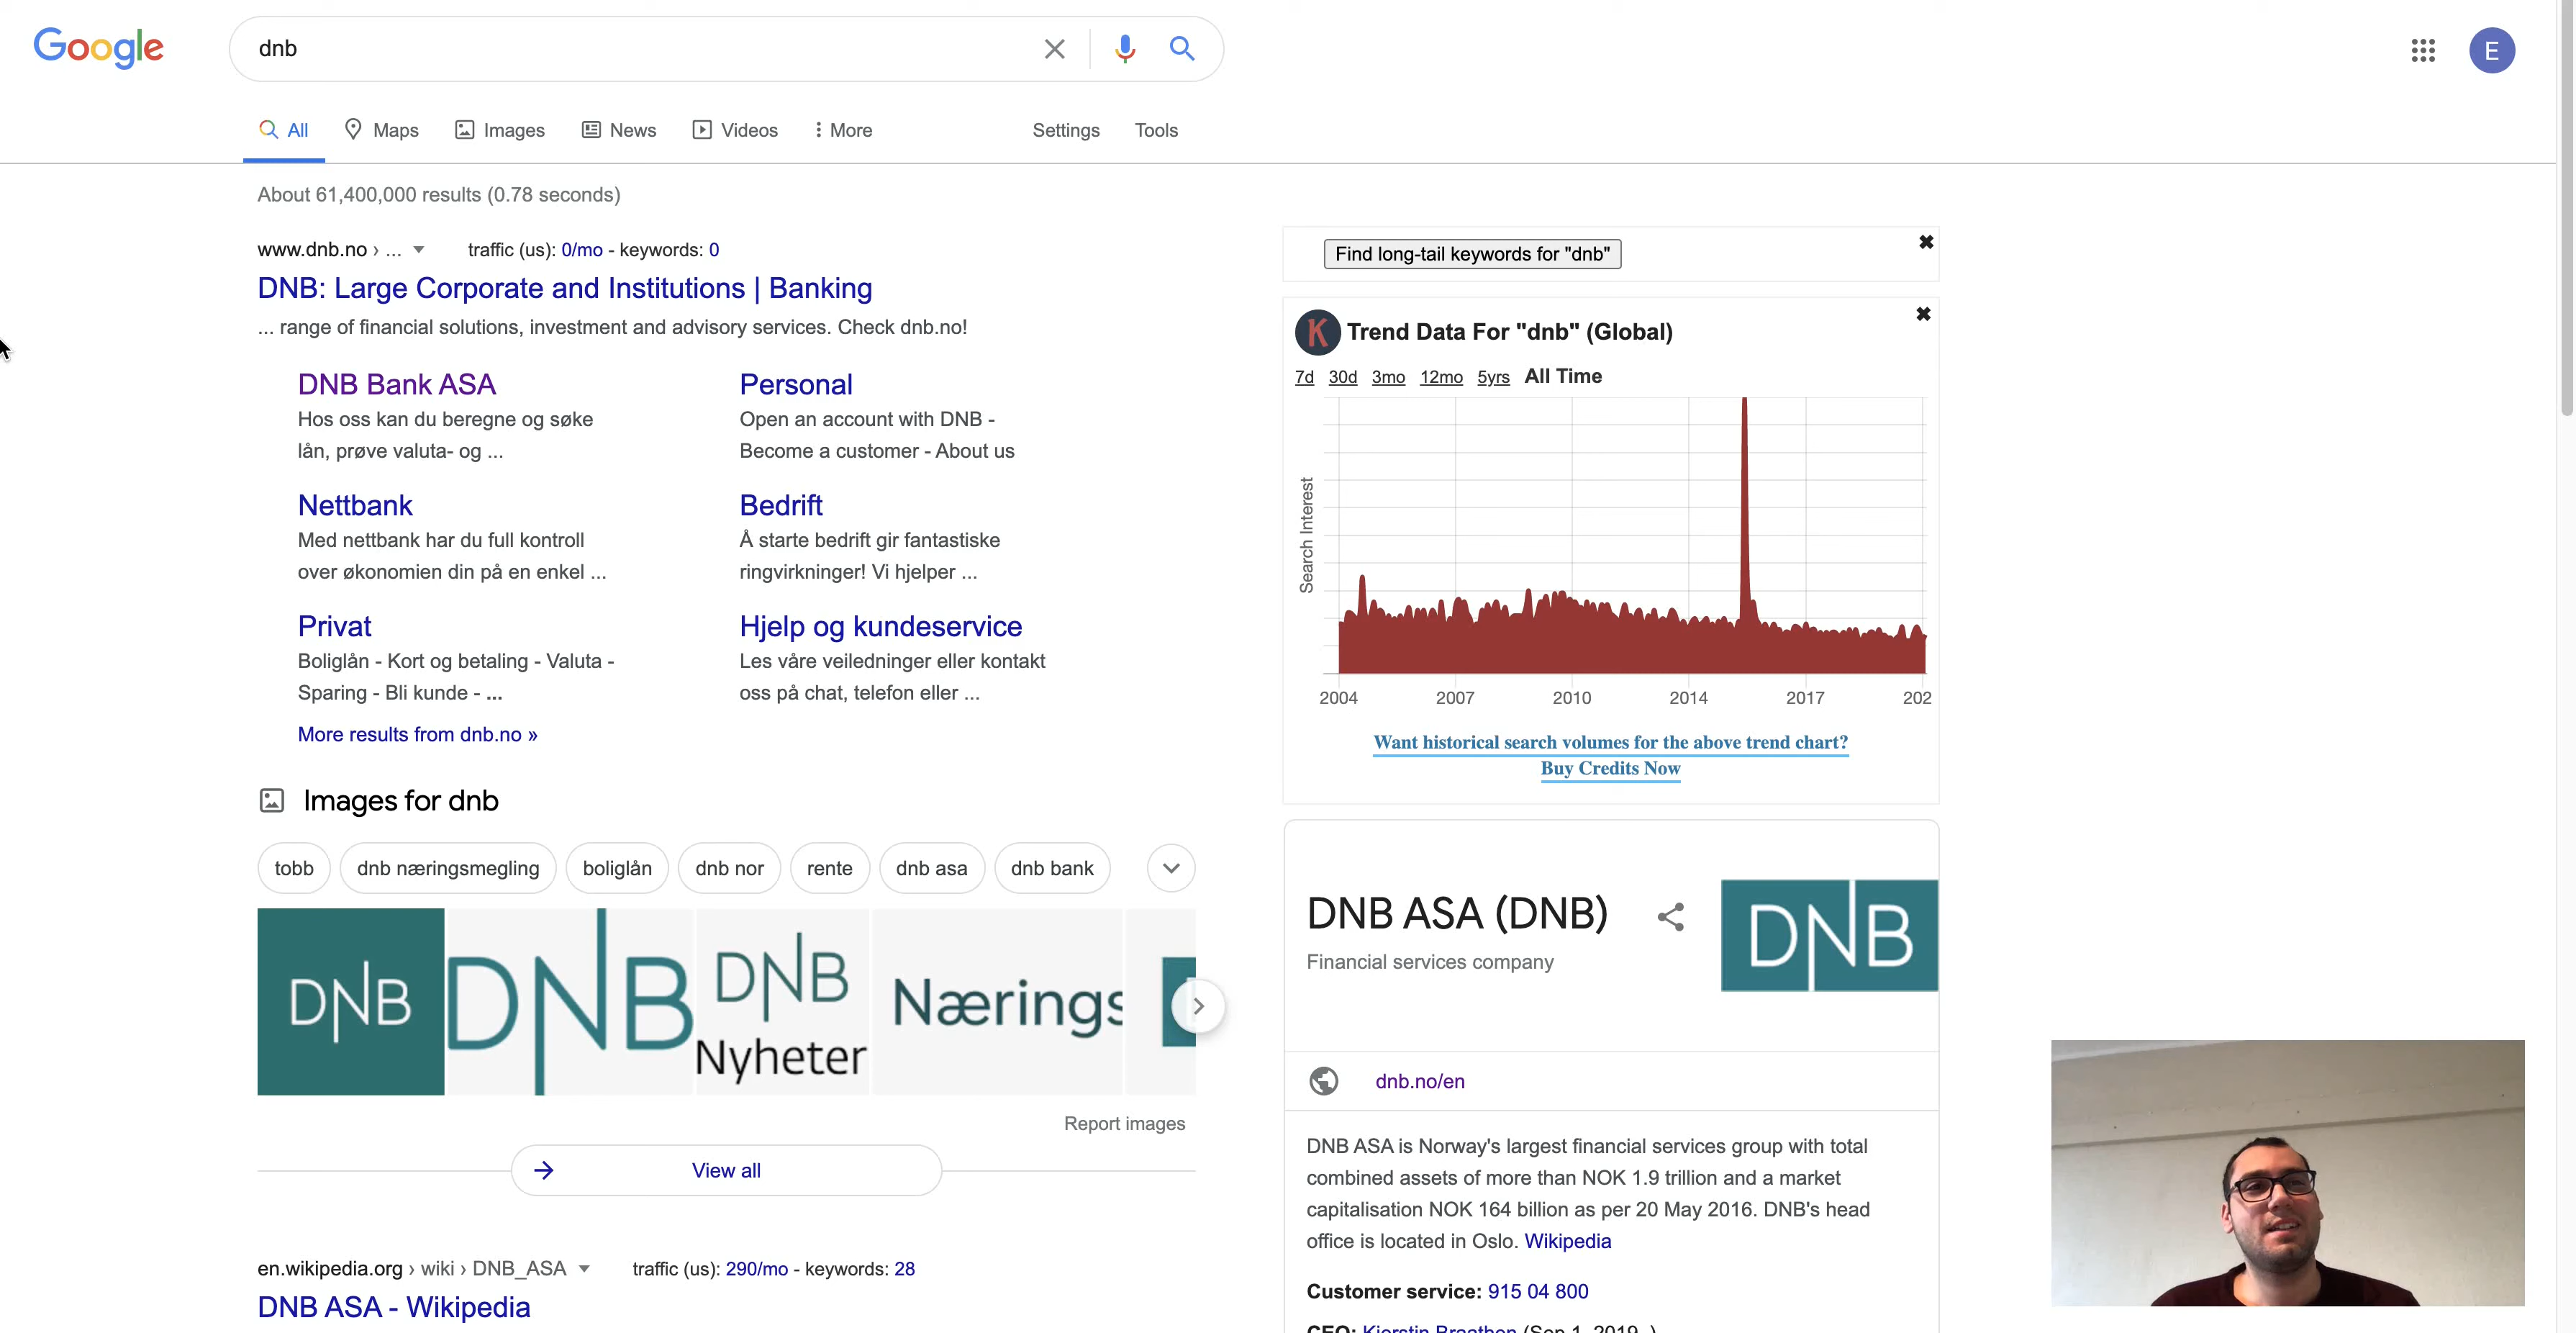 Google
dnb
E
All
Maps
Images
News
Videos
More
Settings
Tools
About 61,400,000 results (0.78 seconds)
www.dnb.no › ... traffic (us): 0/mo - keywords: 0
DNB: Large Corporate and Institutions | Banking
... range of financial solutions, investment and advisory services. Check dnb.no!
DNB Bank ASA
Hos oss kan du beregne og søke
lån, prøve valuta- og ...
Personal
Open an account with DNB -
Become a customer - About us
Nettbank
Med nettbank har du full kontroll
over økonomien din på en enkel ...
Bedrift
Å starte bedrift gir fantastiske
ringvirkninger! Vi hjelper ...
Privat
Boliglån - Kort og betaling - Valuta -
Sparing - Bli kunde - ...
Hjelp og kundeservice
Les våre veiledninger eller kontakt
oss på chat, telefon eller ...
More results from dnb.no »
Images for dnb
tobb
dnb næringsmegling
boliglån
dnb nor
rente
dnb asa
dnb bank
DNB
DNB
DNB
Nyheter
Nærings
Report images
View all
en.wikipedia.org › wiki › DNB_ASA traffic (us): 290/mo - keywords: 28
DNB ASA - Wikipedia
Find long-tail keywords for "dnb"
K
Trend Data For "dnb" (Global)
7d 30d 3mo 12mo 5yrs All Time
Search Interest
2004 2007 2010 2014 2017 202
Want historical search volumes for the above trend chart?
Buy Credits Now
DNB ASA (DNB)
Financial services company
DNB
dnb.no/en
DNB ASA is Norway's largest financial services group with total
combined assets of more than NOK 1.9 trillion and a market
capitalisation NOK 164 billion as per 20 May 2016. DNB's head
office is located in Oslo. Wikipedia
Customer service: 915 04 800
CEO: Kjerstin Braathen (Sep 1, 2019–)